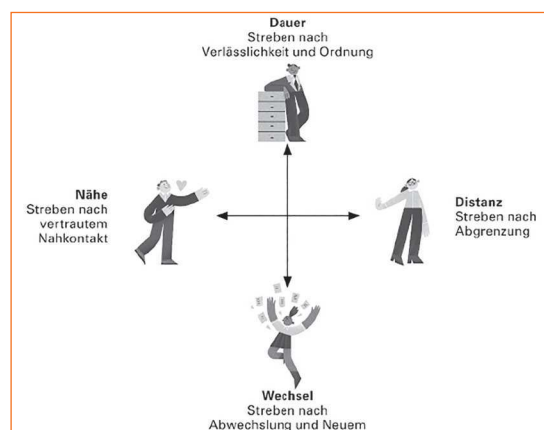 Dauer
Streben nach
Verlässlichkeit und Ordnung
Nähe
Streben nach
vertrautem
Nahkontakt
Distanz
Streben nach
Abgrenzung
Wechsel
Streben nach
Abwechslung und Neuem